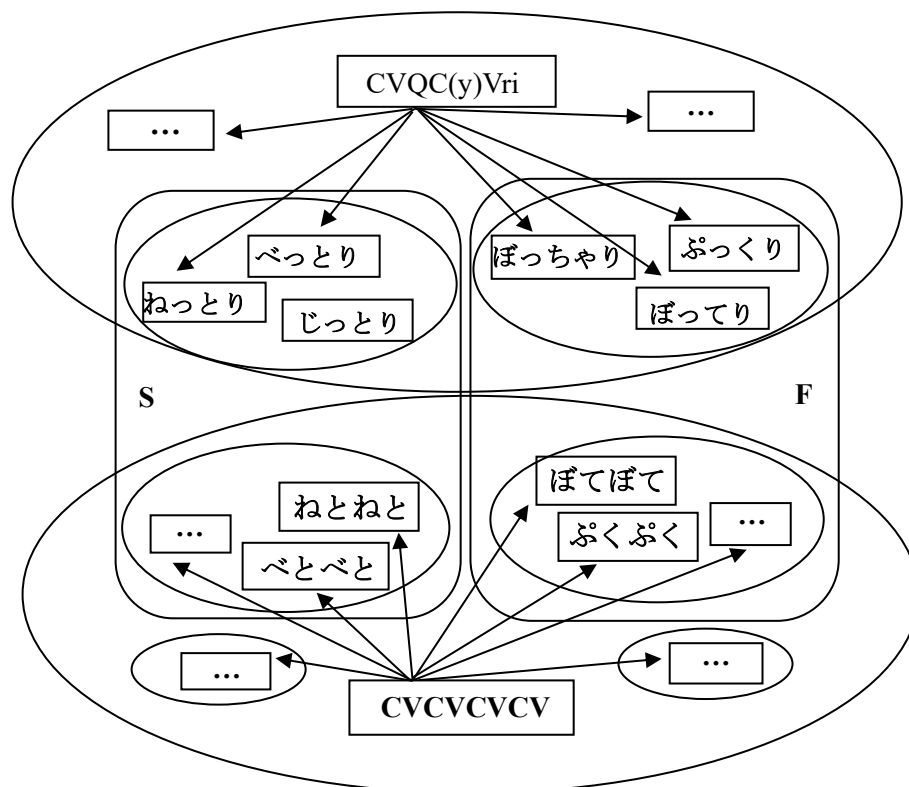 CVQC(y)Vri
…
…
べっとり
ぼっちゃり
ぷっくり
ねっとり
じっとり
ぼってり
S
F
ぼてぼて
ねとねと
…
…
ぷくぷく
べとべと
…
…
CVCVCVCV